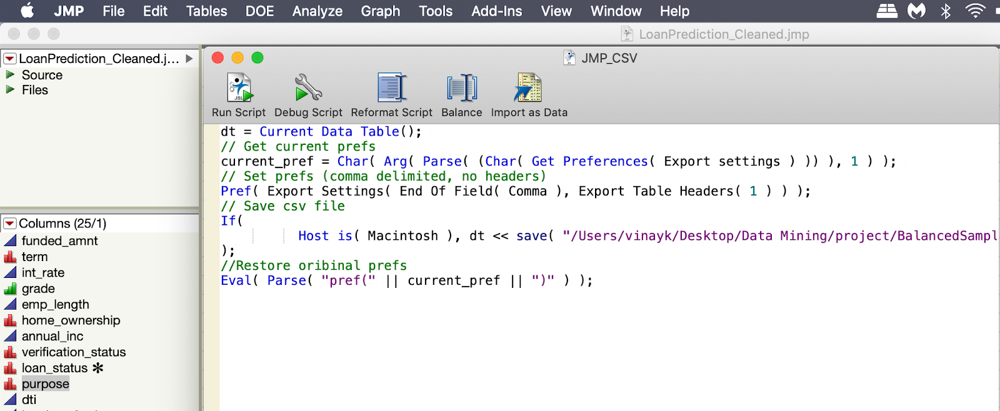 JMP File Edit Tables DOE Analyze Graph Tools Add-Ins View Window Help
LoanPrediction_Cleaned.jmp
LoanPrediction_Cleaned.j...
Source
Files
JMP_CSV
JSL
Run Script Debug Script Reformat Script Balance Import as Data
dt = Current Data Table();
// Get current prefs
current_pref = Char( Arg( Parse( (Char( Get Preferences( Export settings ) )) ), 1 ) );
// Set prefs (comma delimited, no headers)
Pref( Export Settings( End Of Field( Comma ), Export Table Headers( 1 ) ) );
// Save csv file
If(
Host is( Macintosh ), dt << save( "/Users/vinayk/Desktop/Data Mining/project/BalancedSampl
);
//Restore oribinal prefs
Eval( Parse( "pref(" || current_pref || ")" ) );
Columns (25/1)
funded_amnt
term
int_rate
grade
emp_length
home_ownership
annual_inc
verification_status
loan_status *
purpose
dti